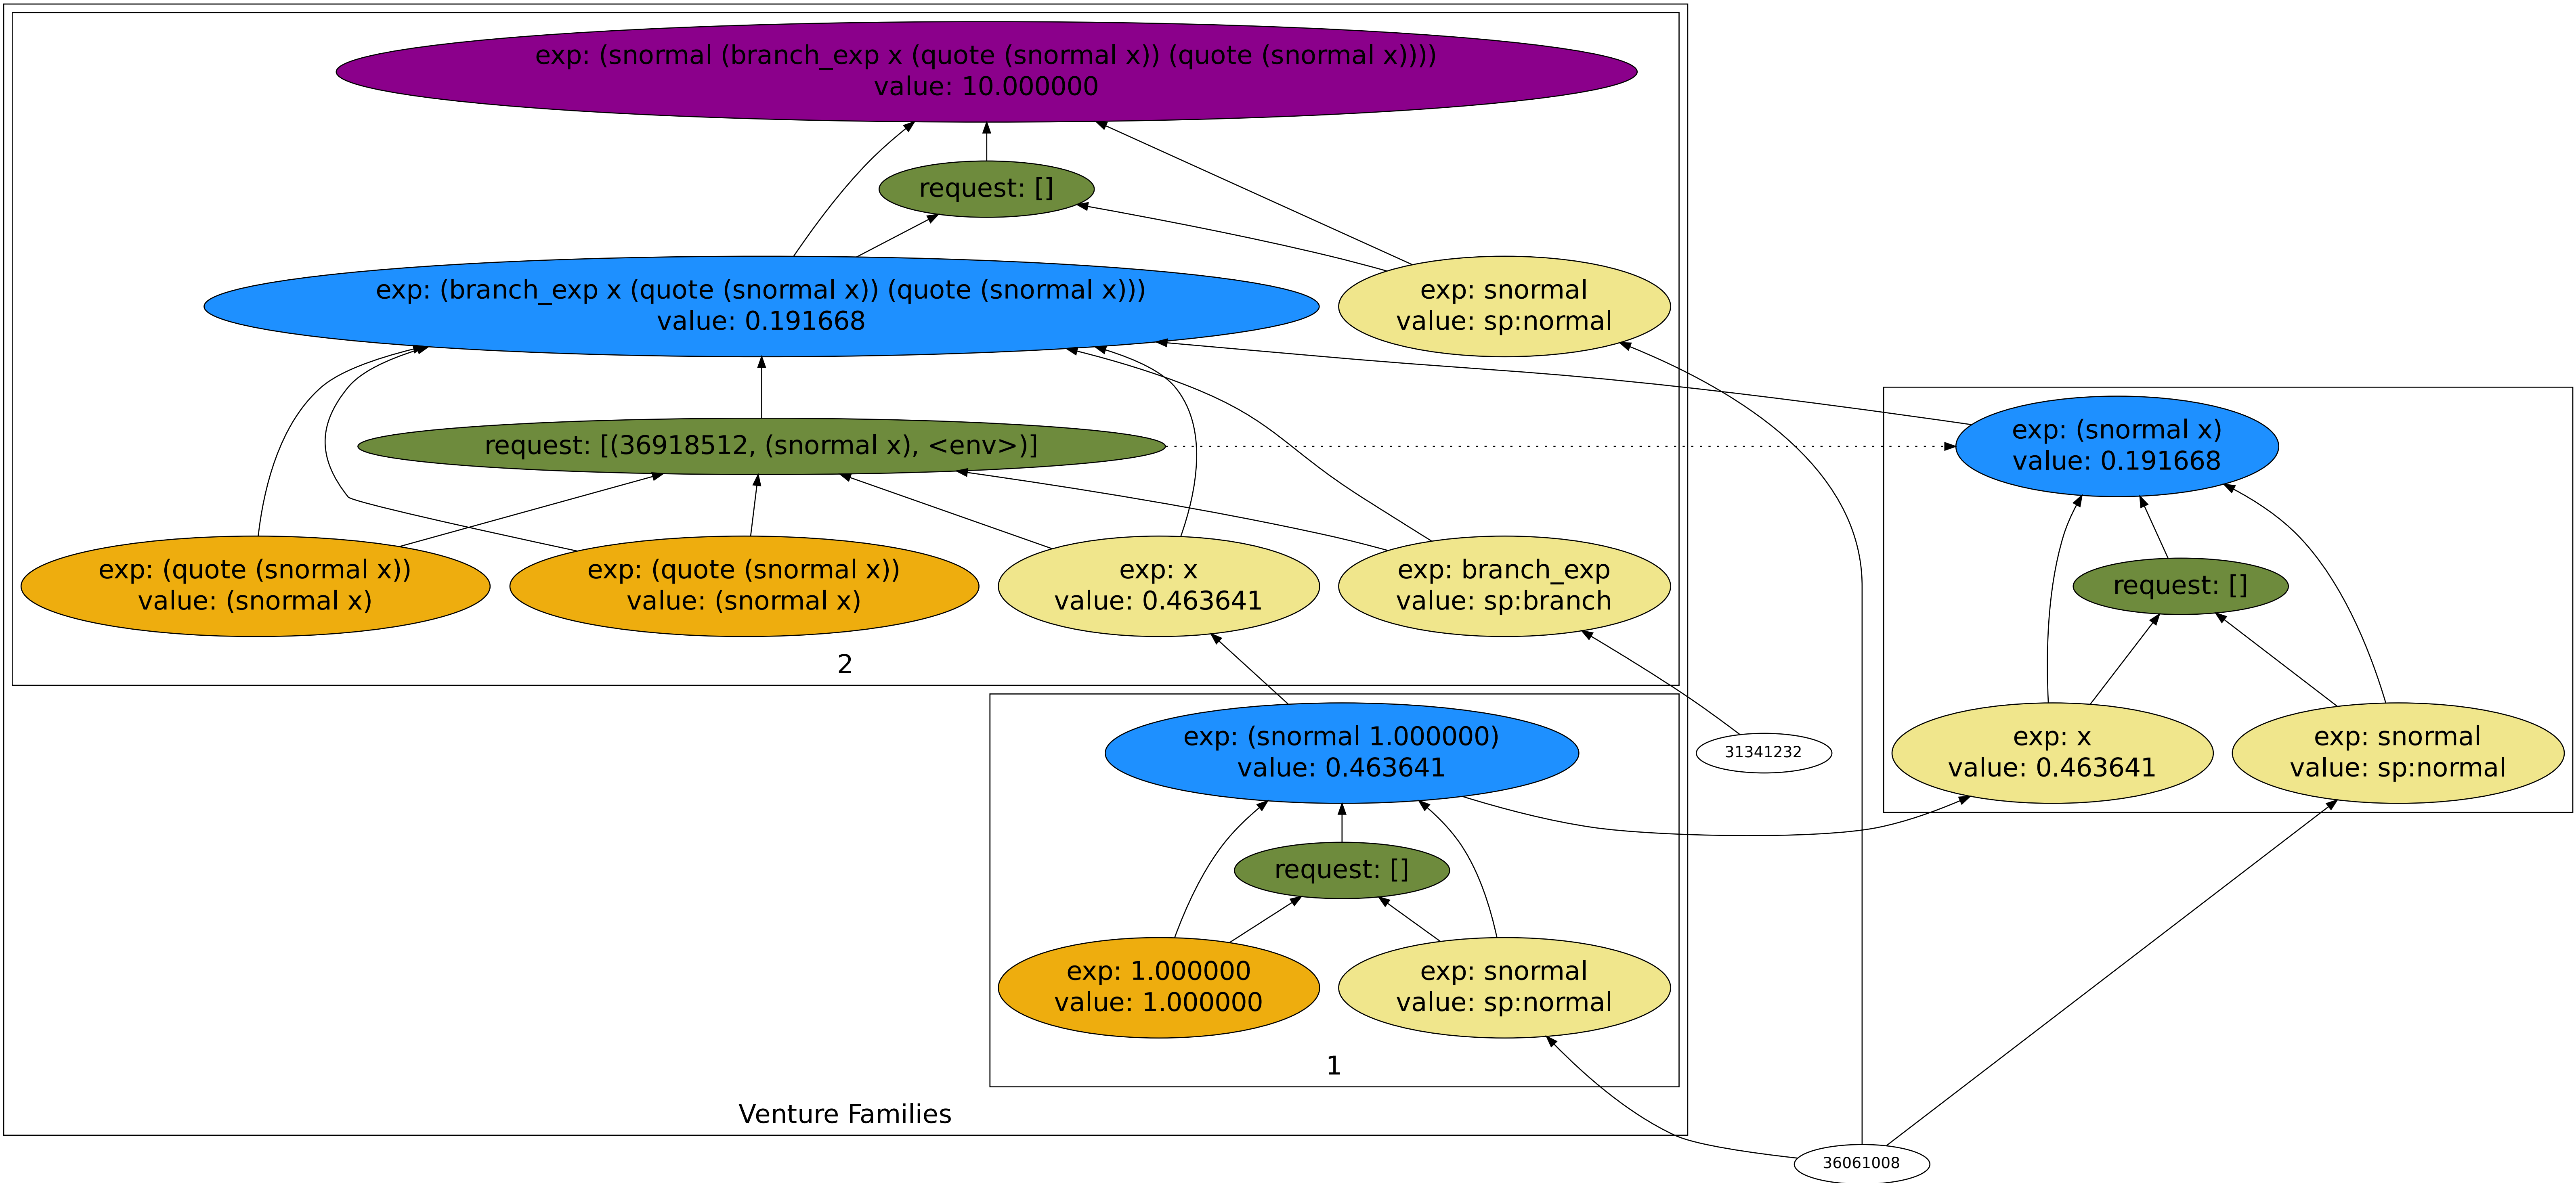 exp: (snormal (branch_exp x (quote (snormal x)) (quote (snormal x))))
value: 10.000000
request: []
exp: (branch_exp x (quote (snormal x)) (quote (snormal x)))
value: 0.191668
exp: snormal
value: sp:normal
request: [(36918512, (snormal x), <env>)]
exp: (snormal x)
value: 0.191668
exp: (quote (snormal x))
value: (snormal x)
exp: (quote (snormal x))
value: (snormal x)
exp: x
value: 0.463641
exp: branch_exp
value: sp:branch
request: []
2
exp: (snormal 1.000000)
value: 0.463641
31341232
exp: x
value: 0.463641
exp: snormal
value: sp:normal
request: []
exp: 1.000000
value: 1.000000
exp: snormal
value: sp:normal
1
Venture Families
36061008